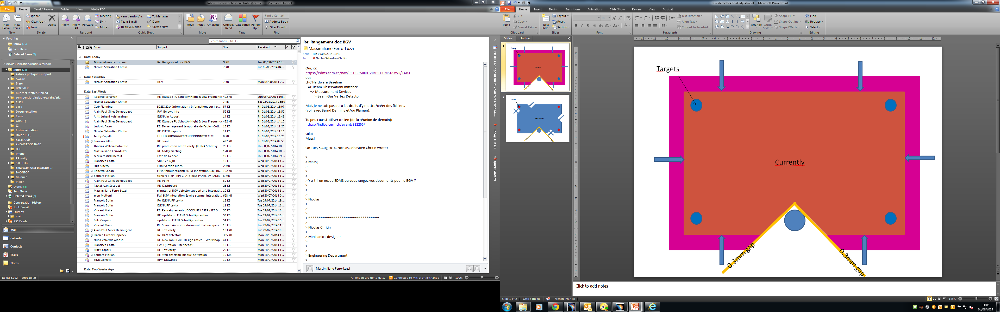 Inbox - nicolas.sebastien.chritin@cern.ch - Microsoft Outlook
File Home Send / Receive Folder View Adobe PDF
New E-mail
New Items
Ignore
Clean Up
Junk
Delete
Reply
Reply All
Forward
Meeting
IM
More
cern pension/m...
Team E-mail
Reply & Delete
To Manager
Done
Create New
Move
Rules
OneNote
Unread/ Read
Categorize
Follow Up
Find a Contact
Address Book
Filter E-mail
New Delete Respond Quick Steps Move Tags Find
Favorites
Inbox (25)
Sent Items
Deleted Items (7)
nicolas.sebastien.chritin@cern.ch
Inbox (25)
Astuces pratiques support
Awake
Biere
BOOSTER
Buncher Steffen/Ahmed
cern pension/maladie/salaire/ert...
CLIC1
CTF3
Documentation
Elena
GRACQ
IC
Instrumentation
Isolde RFQ
Kayak club
kNOWLEDGE BASE
LHC
Phone
PS cavity
SKI CLUB
Smarteam User Interface (1)
TAC/NTOF
trainnee
Victor
Drafts [55]
Sent Items
Deleted Items (7)
Conversation History
Junk E-mail
Outbox
mail
RSS Feeds
Mail
Calendar
Contacts
Tasks
Notes
Items: 5,022 Unread: 25
Search Inbox (Ctrl+E)
From Subject Size Received C...
Date: Today
Massimiliano Ferro-Luzzi Re: Rangement doc BGV 9 KB Tue 05/08/2014 10...
Nicolas Sebastien Chritin 7 KB Tue 05/08/2014 04:...
Date: Yesterday
Nicolas Sebastien Chritin BGV 7 KB Mon 04/08/2014 2...
Date: Last Week
Roberto Kersevan RE: Etuvage PU Schottky Hight & Low Frequency 422 KB Sun 03/08/2014 19:...
Nicolas Sebastien Chritin 7 KB Sat 02/08/2014 15:39
Ccrb Planning LD2IC 2014 Information / Informations sur l'ex... 57 KB Fri 01/08/2014 18:07
Alain Paul Gilles Demougeot FW: Belows info 52 KB Fri 01/08/2014 15:52
Antti Juhani Kolehmainen ELENA in August 14 KB Fri 01/08/2014 15:43
Alain Paul Gilles Demougeot RE: Etuvage PU Schottky Hight & Low Frequency 422 KB Fri 01/08/2014 14:10
Ludovic Favre RE: Demenagement temporaire de Fabien Cott... 15 KB Fri 01/08/2014 11:26
Nicolas Sebastien Chritin RE: ELENA reports 11 KB Fri 01/08/2014 11:18
Teddy Capelli UUUURRRRGGGGEEEENNNNNNNTTTT !!!!!!!! 9 KB Fri 01/08/2014 10:20
Francois Pillon RE: Joint 497 KB Fri 01/08/2014 09:50
Thomas William Birtwistle RE: production of test cavity (ELENA Schottky ... 23 KB Thu 31/07/2014 18:...
Massimiliano Ferro-Luzzi RE: today meeting 128 KB Thu 31/07/2014 10:...
cecilia.rossi@libero.it Fete de Geneve 19 KB Thu 31/07/2014 09:...
Francisco Costa ST0617736_01 10 KB Wed 30/07/2014 1...
Luis Alberty EDM Section lunch 2 MB Wed 30/07/2014 1...
Roberto Saban First Announcement: EN-KT Innovation Day, Tu... 102 KB Wed 30/07/2014 1...
Bernard Florian fichiers STEP - RPT CRATE_BIAS PANEL_LV PANEL 6 MB Wed 30/07/2014 1...
Alain Paul Gilles Demougeot RE: Point 30 KB Wed 30/07/2014 1...
Pascal Jean Secouet RE: Dashboard 26 KB Wed 30/07/2014 1...
Massimiliano Ferro-Luzzi minutes of BGV detector support and integrati... 10 KB Wed 30/07/2014 1...
Yvon Muttoni FW: BGV integration & wire scanner integratio... 628 KB Wed 30/07/2014 0...
Francois Butin Re: ELENA RF cavity 13 KB Tue 29/07/2014 19:...
Francois Butin ELENA RF cavity 11 KB Tue 29/07/2014 16:...
Vincent Maire RE: Renseignements , DECOUPE LASER / JET D'... 36 KB Tue 29/07/2014 16:...
Francois Butin RE: update on ELENA Schottky cavities 58 KB Tue 29/07/2014 16:...
Fritz Caspers update on ELENA Schottky cavities 54 KB Tue 29/07/2014 15:...
Vincent Maire RE: Shared Access for document: Technic speci... 15 KB Tue 29/07/2014 11:...
Alain Paul Gilles Demougeot RE: Test cavity 103 KB Tue 29/07/2014 10:...
Plamen Hristov Hopchev Re: BGV detectors 385 KB Mon 28/07/2014 1...
Nuria Valverde Alonso RE: New Job BE-BI: Design Office + Workshop 41 KB Mon 28/07/2014 1...
Francisco Costa FW: Question "User needs" 15 KB Mon 28/07/2014 1...
Fritz Caspers RE: Test cavity 20 KB Mon 28/07/2014 1...
Bernard Florian RE: step ensemble plaque de fixation 10 MB Mon 28/07/2014 1...
Silvia Zorzetti BPM Drawings 12 KB Mon 28/07/2014 1...
Date: Two Weeks Ago
Re: Rangement doc BGV
Massimiliano Ferro-Luzzi
Sent: Tue 05/08/2014 10:40
To: Nicolas Sebastien Chritin
Oui, ici:
https://edms.cern.ch/nav/P:LHCPM001:V0/P:LHCMS183:V0/TAB3
ou:
LHC Hardware Baseline
=> Beam ObservationEmittance
=> Measurement Devices
=> Beam Gas Vertex Detector
Mais je ne sais pas qui a les droits d'y mettre/créer des fichiers.
(voir avec Bernd Dehning et/ou Plamen).
Tu peux aussi utiliser ce lien (de la réunion de demain):
https://indico.cern.ch/event/332200/
salut
Massi
On Tue, 5 Aug 2014, Nicolas Sebastien Chritin wrote:
>
> Massi,
>
>
>
> Y a-t-il un nœud EDMS ou vous rangez vos documents pour le BGV ?
>
>
>
> Nicolas
>
>
>
> **********************************
>
> Nicolas Chritin
>
> Mechanical designer
>
>
>
> Engineering Department
>
Massimiliano Ferro-Luzzi
All folders are up to date. Connected to Microsoft Exchange 100%
09:30: Faire le point sur les chambres à vide Aw...
Today: 0 Tasks
Quick Contacts
BGV detectors final adjustment - Microsoft PowerPoint
File Home Insert Design Transitions Animations Slide Show Review View Acrobat
Paste
Cut
Copy
Format Painter
New Slide
Layout
Reset
Section
Text Direction
Align Text
Convert to SmartArt
Arrange
Quick Styles
Shape Fill
Shape Outline
Shape Effects
Find
Replace
Select
Clipboard Slides Font Paragraph Drawing Editing
Slides Outline
1
Targets
Currently
2
Targets
New proposal
Targets
Currently
0.3mm gap
0.3mm gap
Click to add notes
Slide 1 of 2 "Office Theme" French (France) 123%
11:08
05/08/2014